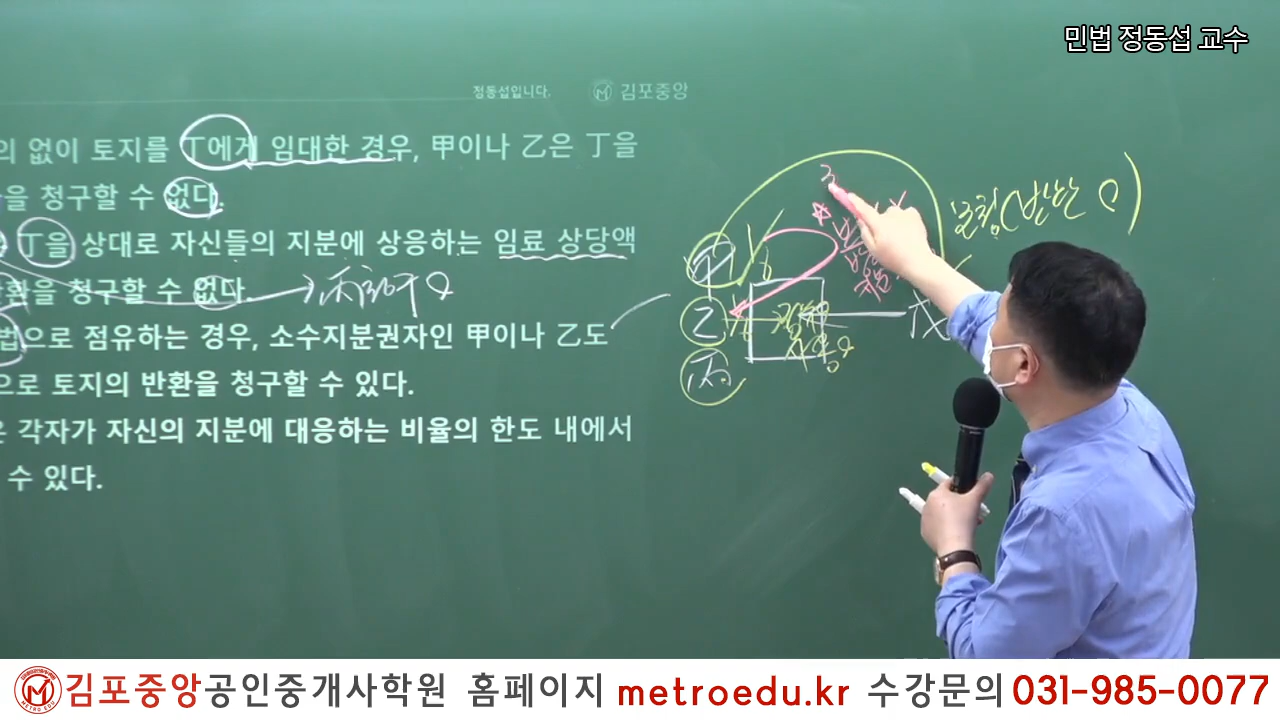 민법 정동섭 교수
정동섭입니다. 김포중앙
의 없이 토지를 丁에게 임대한 경우, 甲이나 乙은 丁을
을 청구할 수 없다.
丁을 상대로 자신들의 지분에 상응하는 임료 상당액
환을 청구할 수 없다.
법으로 점유하는 경우, 소수지분권자인 甲이나 乙도
으로 토지의 반환을 청구할 수 있다.
은 각자가 자신의 지분에 대응하는 비율의 한도 내에서
수 있다.
甲
乙
丙
戊
김포중앙공인중개사학원 홈페이지 metroedu.kr 수강문의 031-985-0077